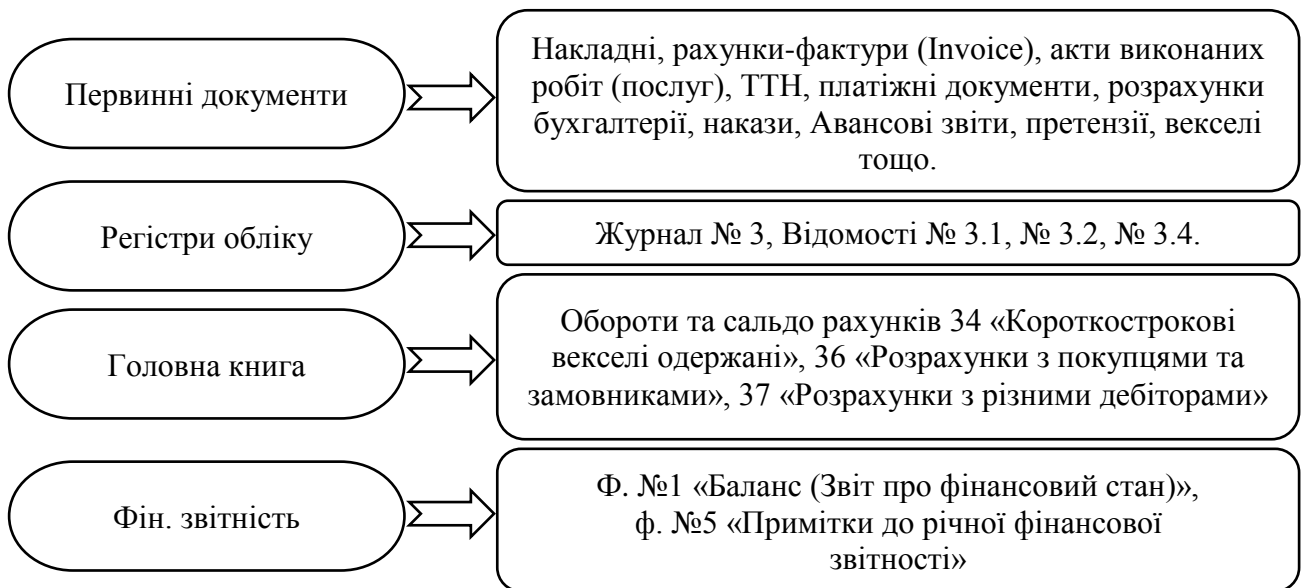 Первинні документи
Накладні, рахунки-фактури (Invoice), акти виконаних
робіт (послуг), ТТН, платіжні документи, розрахунки
бухгалтерії, накази, Авансові звіти, претензії, векселі
тощо.
Регістри обліку
Журнал № 3, Відомості № 3.1, № 3.2, № 3.4.
Головна книга
Обороти та сальдо рахунків 34 «Короткострокові
векселі одержані», 36 «Розрахунки з покупцями та
замовниками», 37 «Розрахунки з різними дебіторами»
Фін. звітність
Ф. №1 «Баланс (Звіт про фінансовий стан)»,
ф. №5 «Примітки до річної фінансової
звітності»